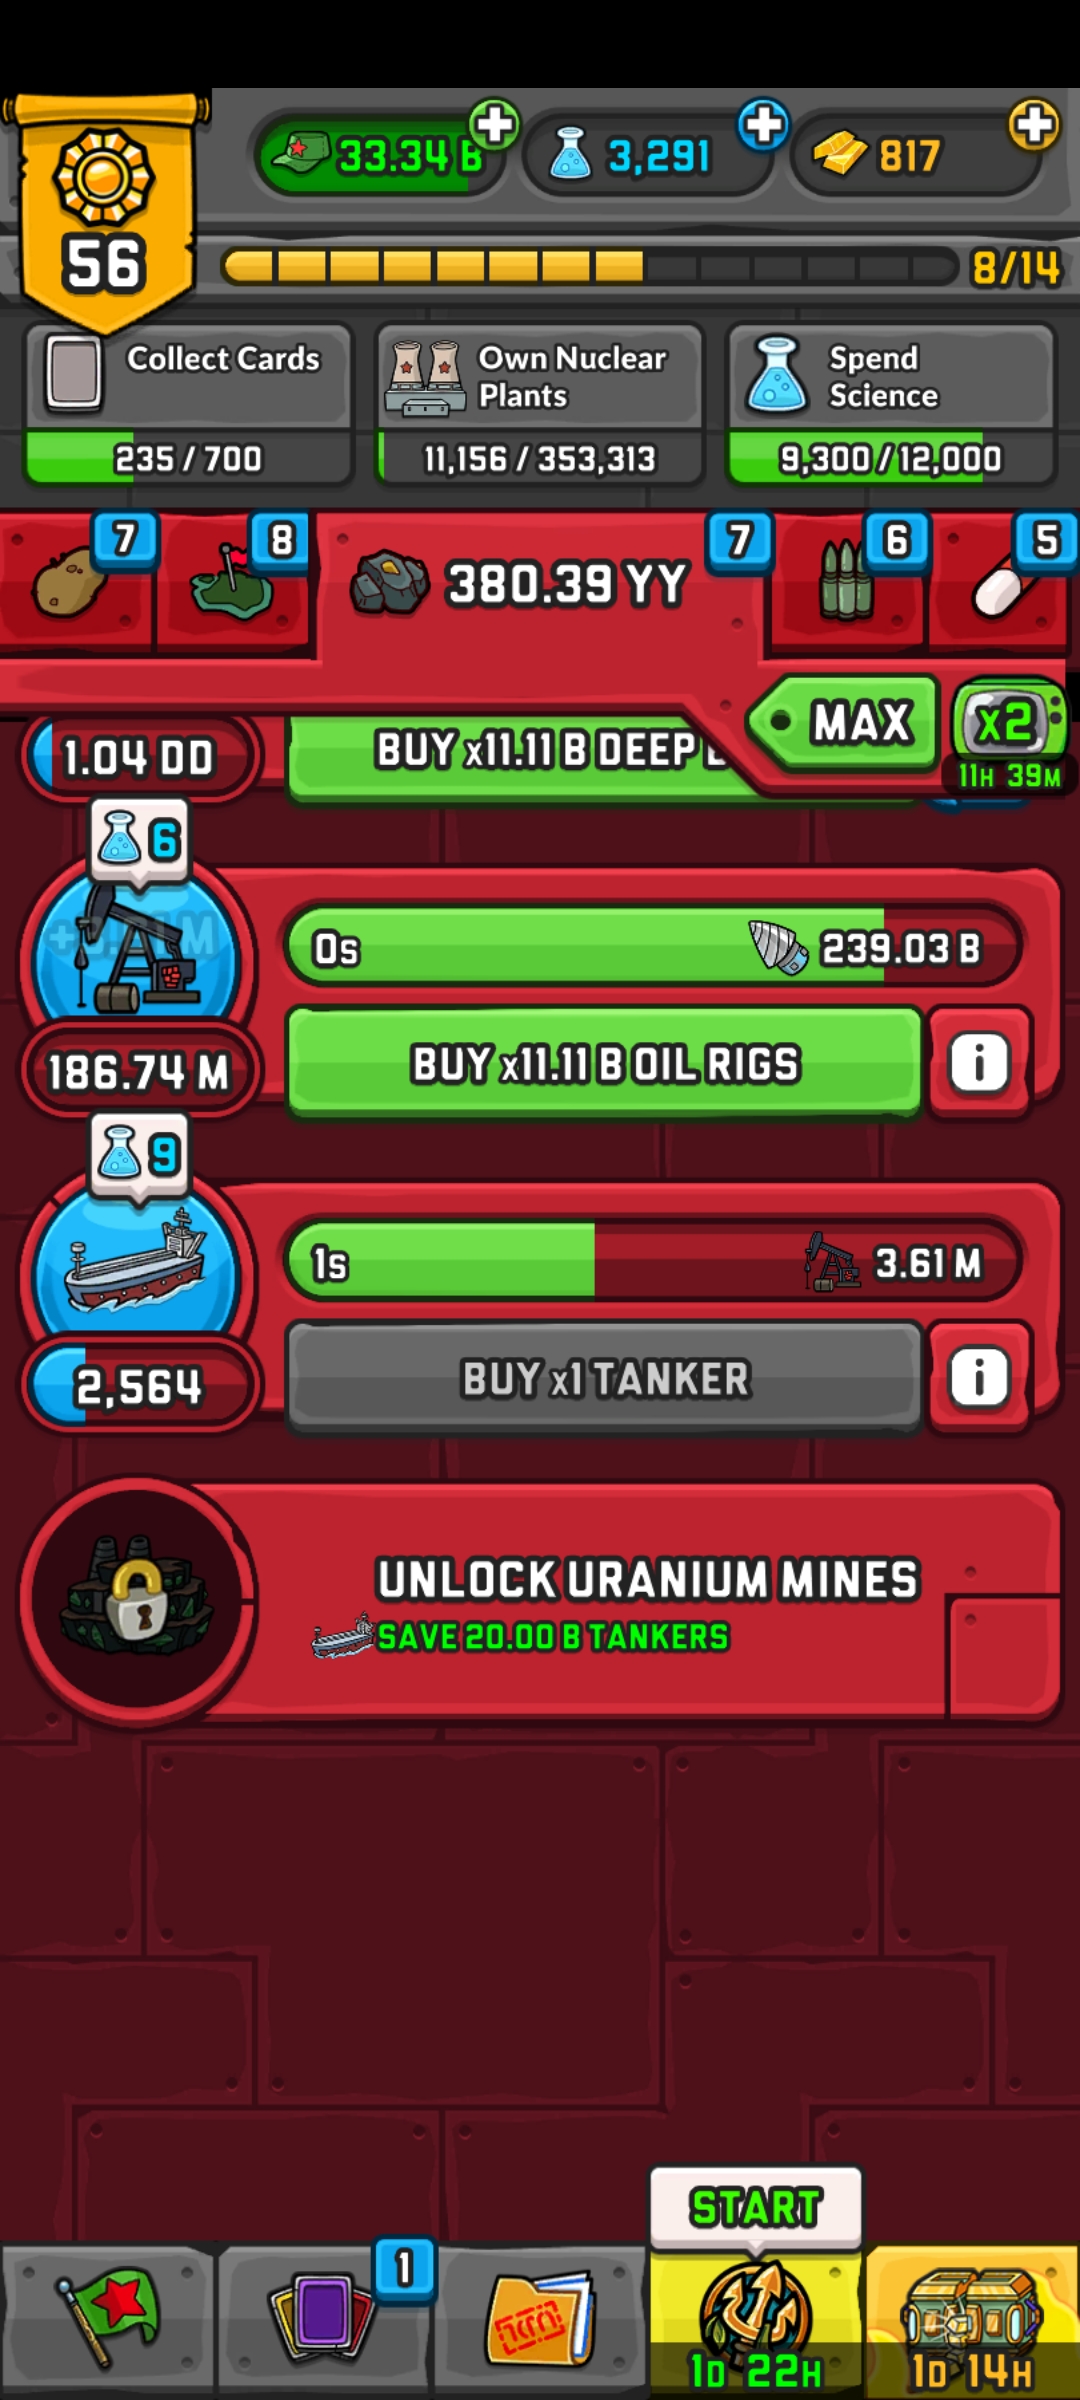 33.34 B
3,291
817
56
8/14
Collect Cards
Own Nuclear
Plants
Spend
Science
235 / 700
11,156 / 353,313
9,300 / 12,000
7
8
380.39 YY
7
6
5
MAX
x2
11H 39M
1.04 DD
BUY x11.11 B DEEP
6
0s
239.03 B
186.74 M
BUY x11.11 B OIL RIGS
i
9
1s
3.61 M
2,564
BUY x1 TANKER
i
UNLOCK URANIUM MINES
SAVE 20.00 B TANKERS
START
1
1D 22H
1D 14H